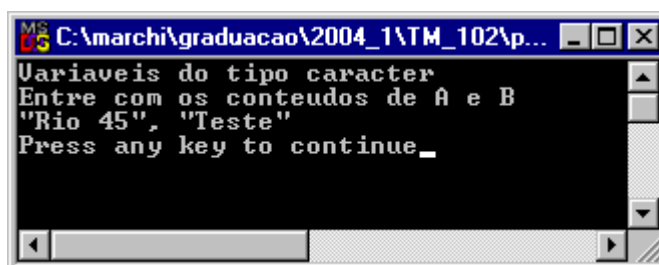 C:\marchi\graduacao\2004_1\TM_102\p...
Variaveis do tipo caracter
Entre com os conteudos de A e B
"Rio 45", "Teste"
Press any key to continue_